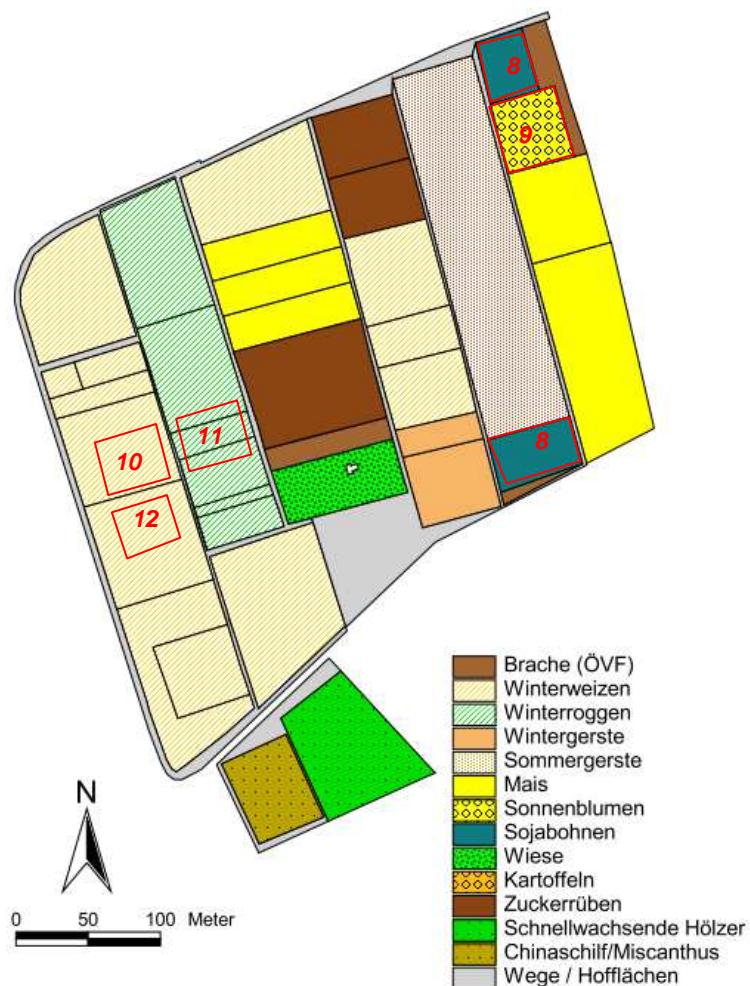 8
9
11
10
8
12
Brache (ÖVF)
Winterweizen
Winterroggen
Wintergerste
Sommergerste
Mais
Sonnenblumen
Sojabohnen
Wiese
Kartoffeln
Zuckerrüben
Schnellwachsende Hölzer
Chinaschilf/Miscanthus
Wege / Hofflächen
N
0 50 100 Meter